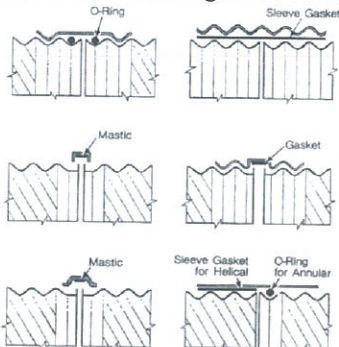 O-Ring
Sleeve Gasket
Mastic
Gasket
Mastic
Sleeve Gasket
for Helical
O-Ring
for Annular